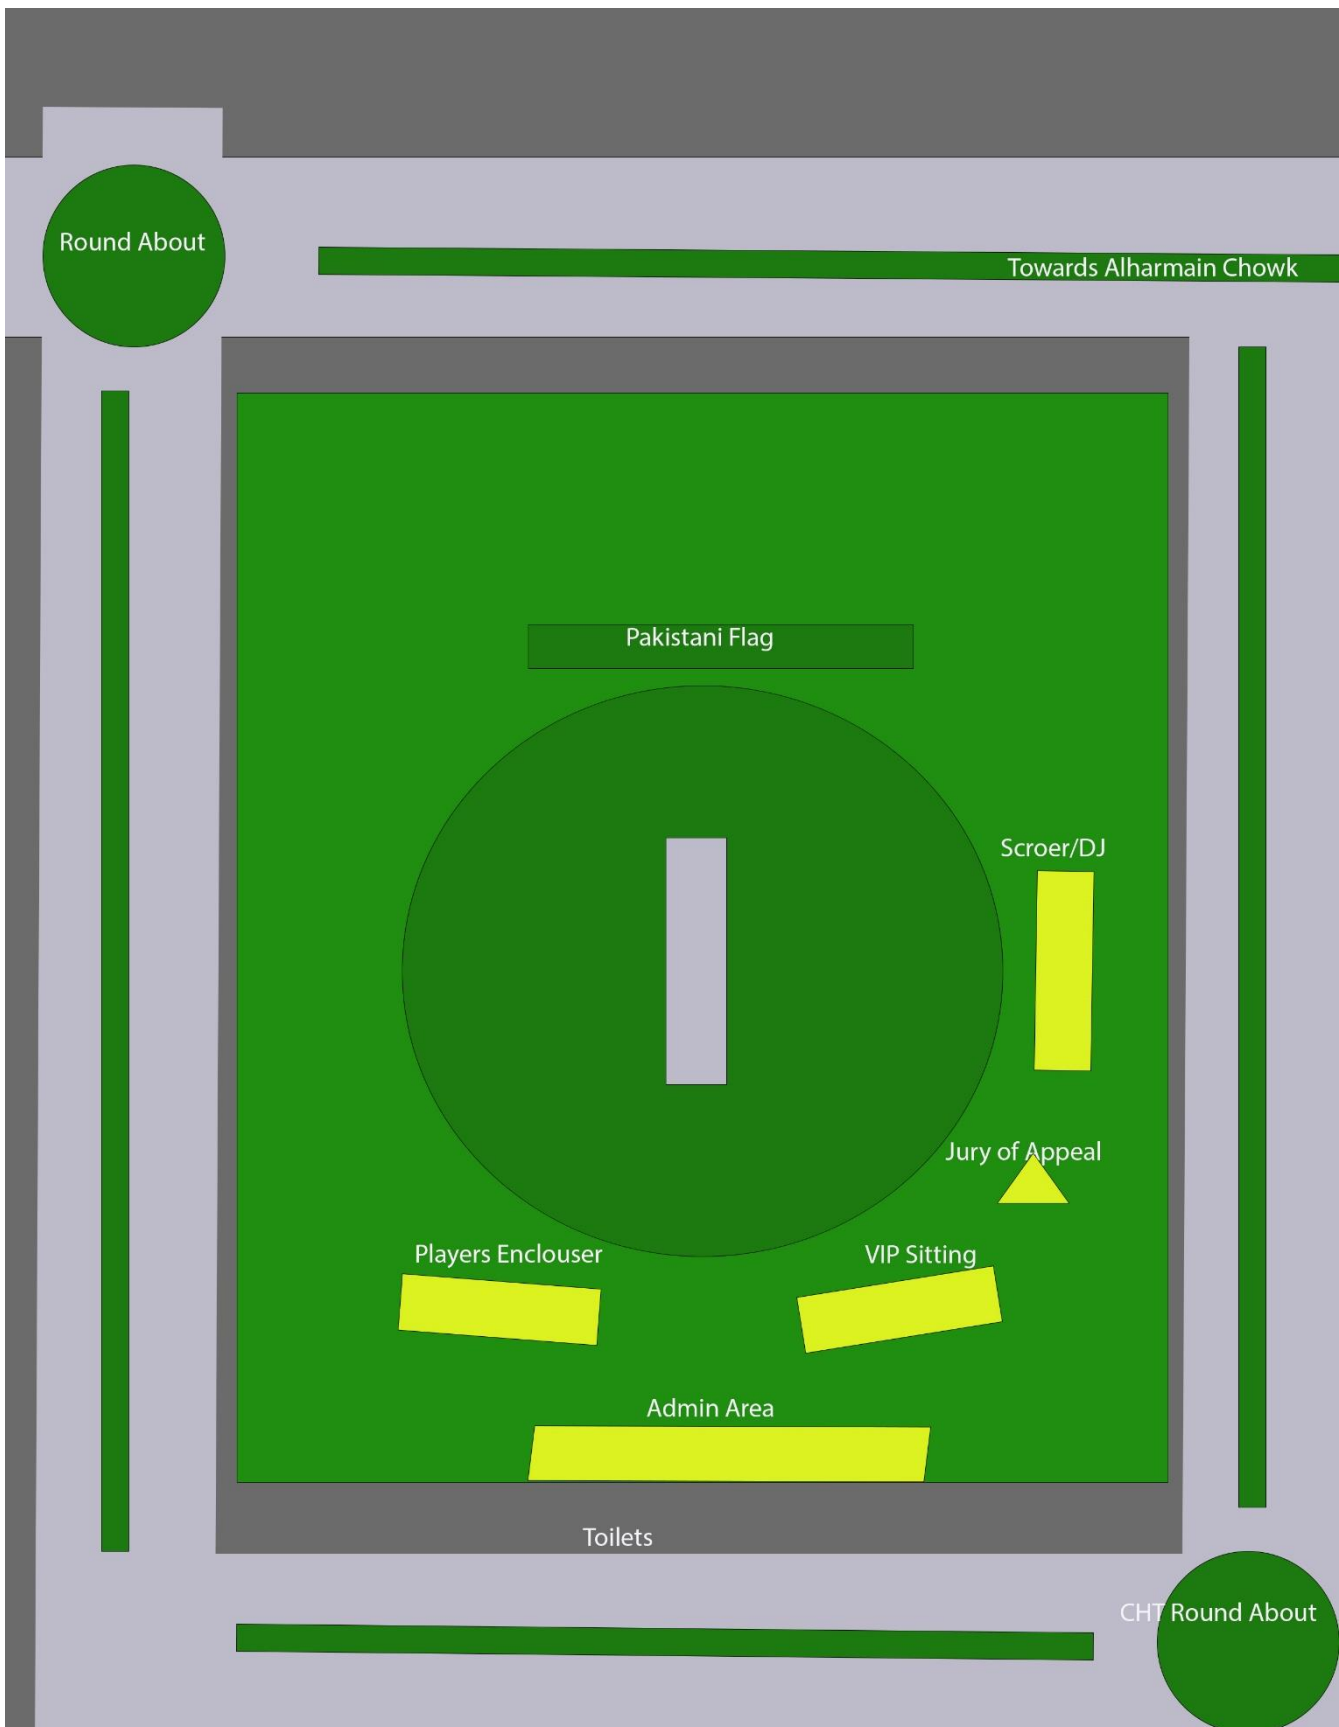 Round About
Towards Alharmain Chowk
Pakistani Flag
Scroer/DJ
Jury of Appeal
Players Enclouser
VIP Sitting
Admin Area
Toilets
CHT Round About